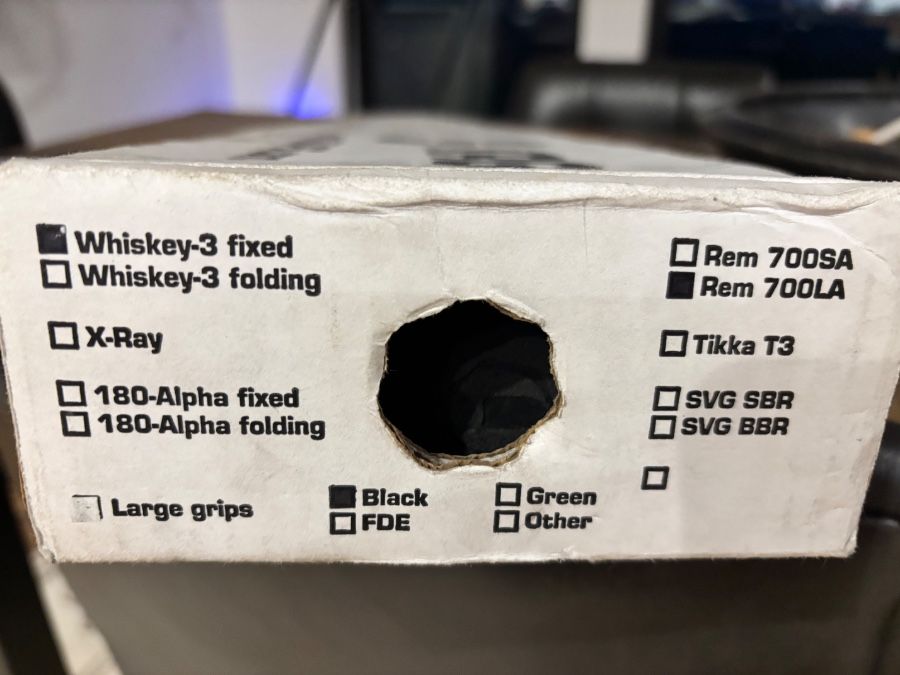 Whiskey-3 fixed
Whiskey-3 folding
X-Ray
180-Alpha fixed
180-Alpha folding
Large grips
Black
FDE
Green
Other
Rem 700SA
Rem 700LA
Tikka T3
SVG SBR
SVG BBR